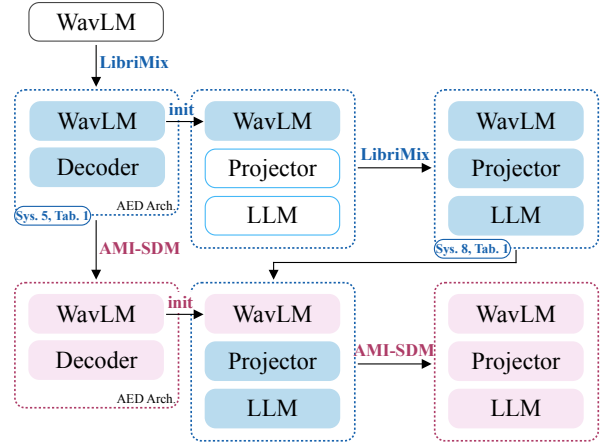 WavLM
LibriMix
WavLM
Decoder
AED Arch.
Sys. 5, Tab. 1
init
WavLM
Projector
LLM
LibriMix
WavLM
Projector
LLM
Sys. 8, Tab. 1
AMI-SDM
WavLM
Decoder
AED Arch.
init
WavLM
Projector
LLM
AMI-SDM
WavLM
Projector
LLM